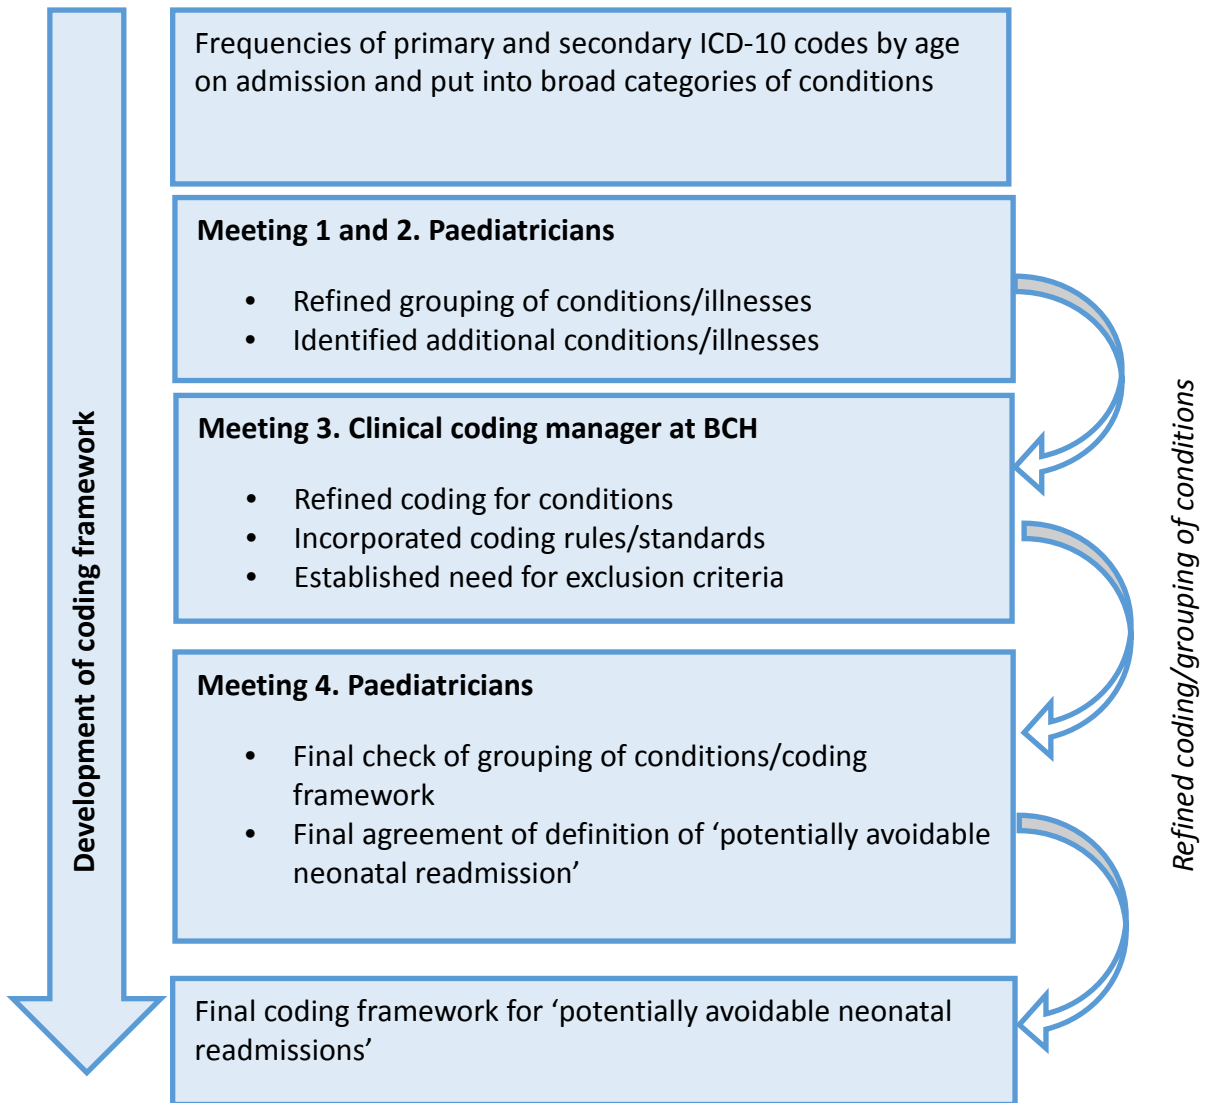 Frequencies of primary and secondary ICD-10 codes by age
on admission and put into broad categories of conditions
Meeting 1 and 2. Paediatricians
• Refined grouping of conditions/illnesses
• Identified additional conditions/illnesses
Meeting 3. Clinical coding manager at BCH
• Refined coding for conditions
• Incorporated coding rules/standards
• Established need for exclusion criteria
Meeting 4. Paediatricians
• Final check of grouping of conditions/coding
framework
• Final agreement of definition of ‘potentially avoidable
neonatal readmission’
Final coding framework for ‘potentially avoidable neonatal
readmissions’
Development of coding framework
Refined coding/grouping of conditions